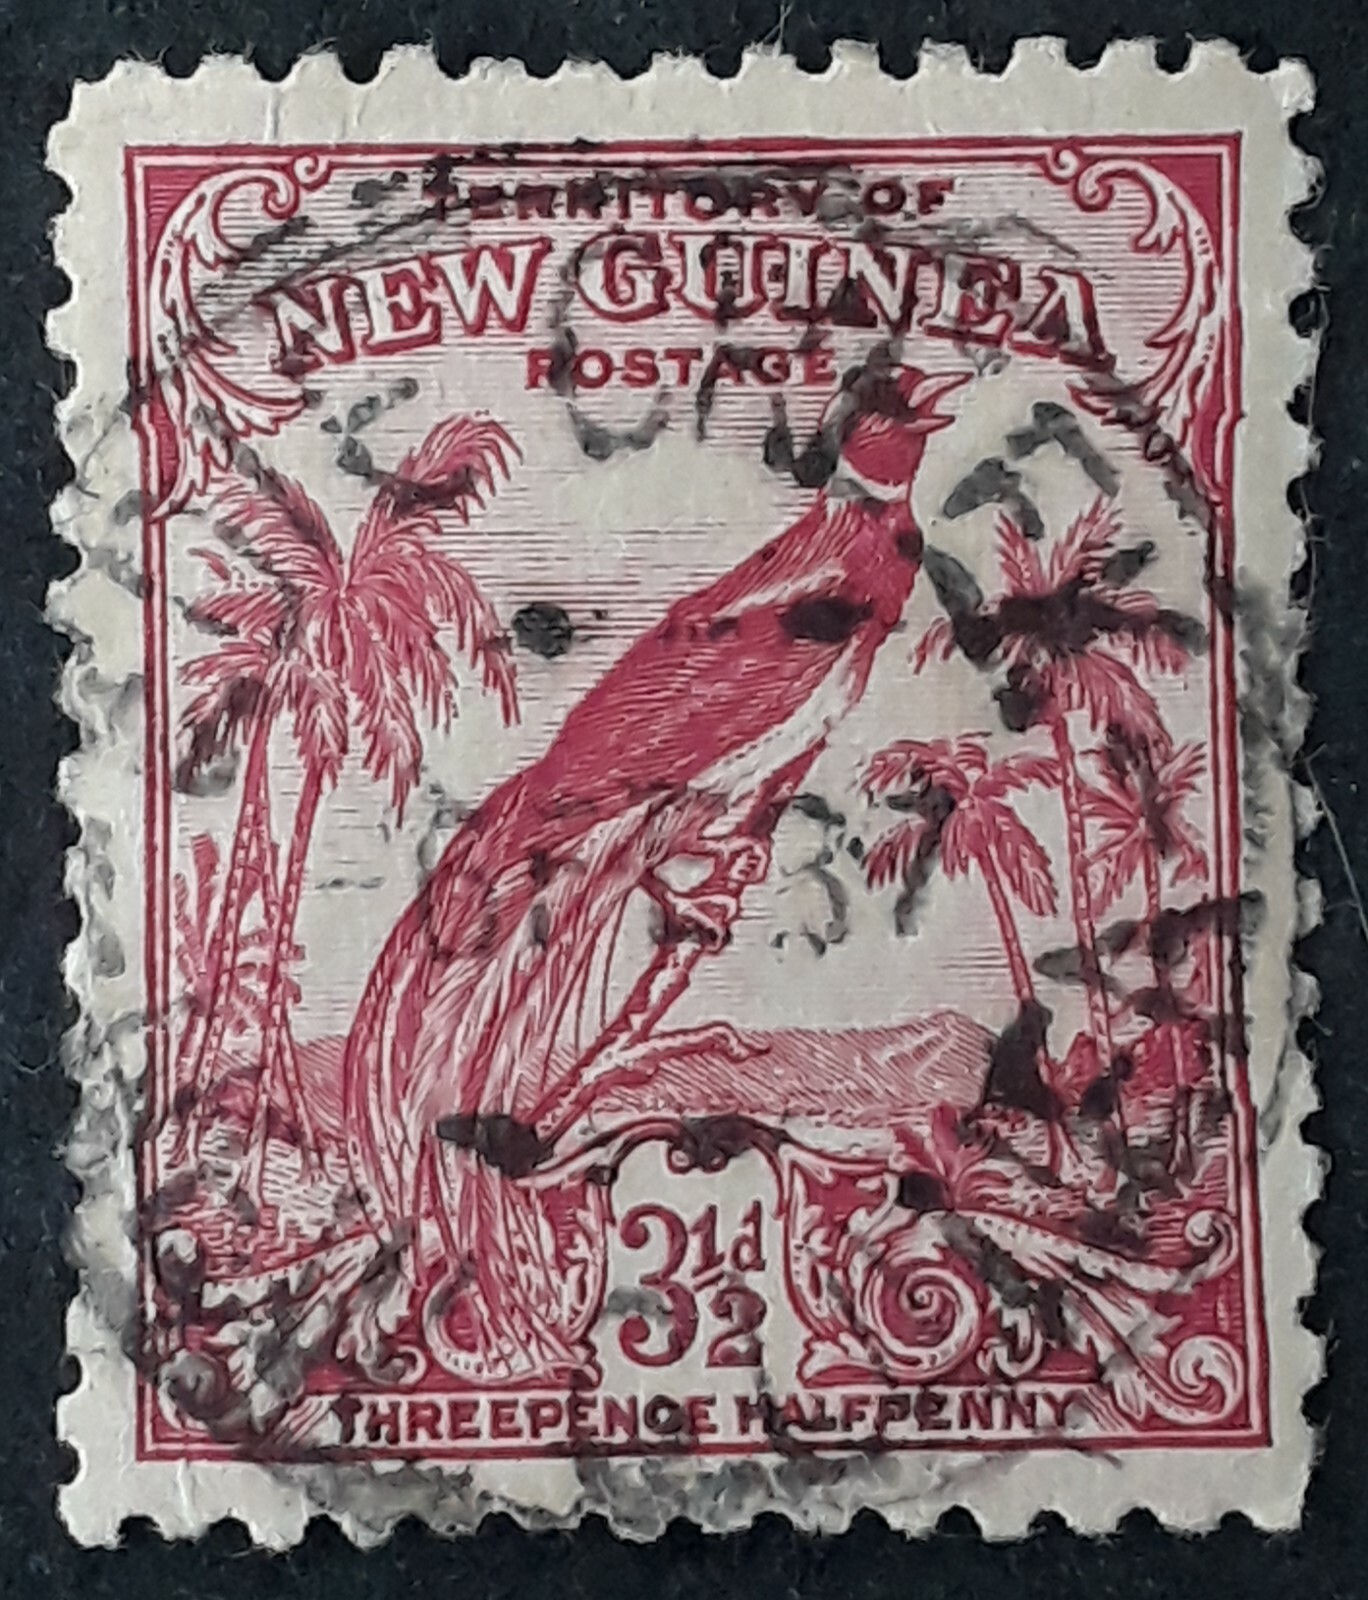 TERRITORY OF
NEW GUINEA
POSTAGE
3½d
THREEPENCE HALFPENNY